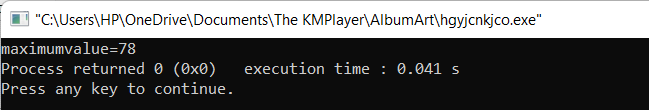 "C:\Users\HP\OneDrive\Documents\The KMPlayer\AlbumArt\hgyjcnkjco.exe"
maximumvalue=78
Process returned 0 (0x0)   execution time : 0.041 s
Press any key to continue.